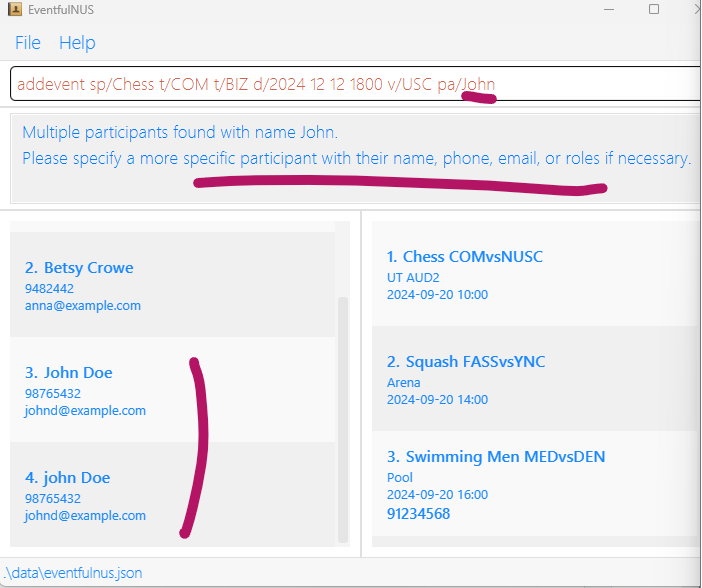 EventfulNUS
File Help
addevent sp/Chess t/COM t/BIZ d/2024 12 12 1800 v/USC pa/John
Multiple participants found with name John.
Please specify a more specific participant with their name, phone, email, or roles if necessary.
2. Betsy Crowe
9482442
anna@example.com
3. John Doe
98765432
johnd@example.com
4. john Doe
98765432
johnd@example.com
1. Chess COMvsNUSC
UT AUD2
2024-09-20 10:00
2. Squash FASSvsYNC
Arena
2024-09-20 14:00
3. Swimming Men MEDvsDEN
Pool
2024-09-20 16:00
91234568
.\data\eventfulnus.json